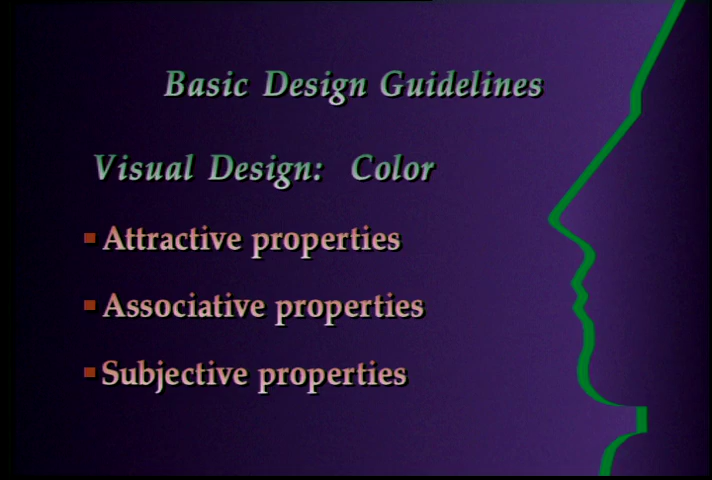 Basic Design Guidelines
Visual Design: Color
Attractive properties
Associative properties
Subjective properties